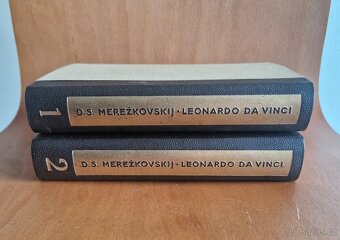 1 D.S. MEREŽKOVSKIJ • LEONARDO DA VINCI
2 D.S. MEREŽKOVSKIJ • LEONARDO DA VINCI